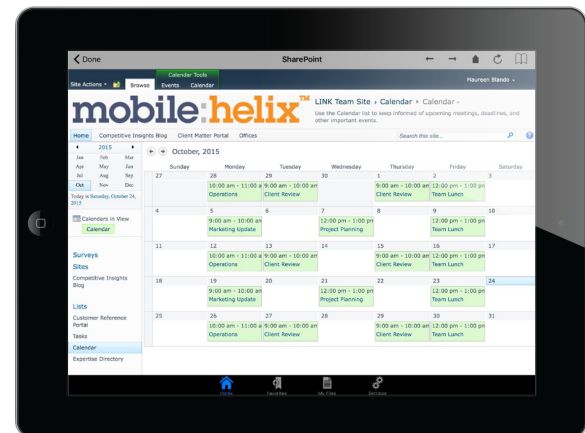 Done
SharePoint
Calendar Tools
Site Actions
Browse
Events
Calendar
Maureen Blando
mobile:helix™
LINK Team Site ▸ Calendar ▸ Calendar
Use the Calendar list to keep informed of upcoming meetings, deadlines, and
other important events.
Home Competitive Insights Blog Client Matter Portal Offices
Search this site...
2015
Jan Feb Mar
Apr May Jun
Jul Aug Sep
Oct Nov Dec
Today is Saturday, October 24,
2015
Calendars in View
Calendar
Surveys
Sites
Competitive Insights
Blog
Lists
Customer Reference
Portal
Tasks
Calendar
Expertise Directory
October, 2015
Sunday Monday Tuesday Wednesday Thursday Friday Saturday
27 28 29 30 1 2 3
10:00 am - 11:00 a 9:00 am - 10:00 am 9:00 am - 10:00 am 12:00 pm - 1:00 pm
Operations Client Review Client Review Team Lunch
4 5 6 7 8 9 10
9:00 am - 10:00 am 12:00 pm - 1:00 pm 12:00 pm - 1:00 pm
Marketing Update Project Planning Team Lunch
11 12 13 14 15 16 17
10:00 am - 11:00 a 9:00 am - 10:00 am 9:00 am - 10:00 am 12:00 pm - 1:00 pm
Operations Client Review Client Review Team Lunch
18 19 20 21 22 23 24
9:00 am - 10:00 am 12:00 pm - 1:00 pm 12:00 pm - 1:00 pm
Marketing Update Project Planning Team Lunch
25 26 27 28 29 30 31
10:00 am - 11:00 a 9:00 am - 10:00 am 9:00 am - 10:00 am 12:00 pm - 1:00 pm
Operations Client Review Client Review Team Lunch
Home Favorites My Files Settings